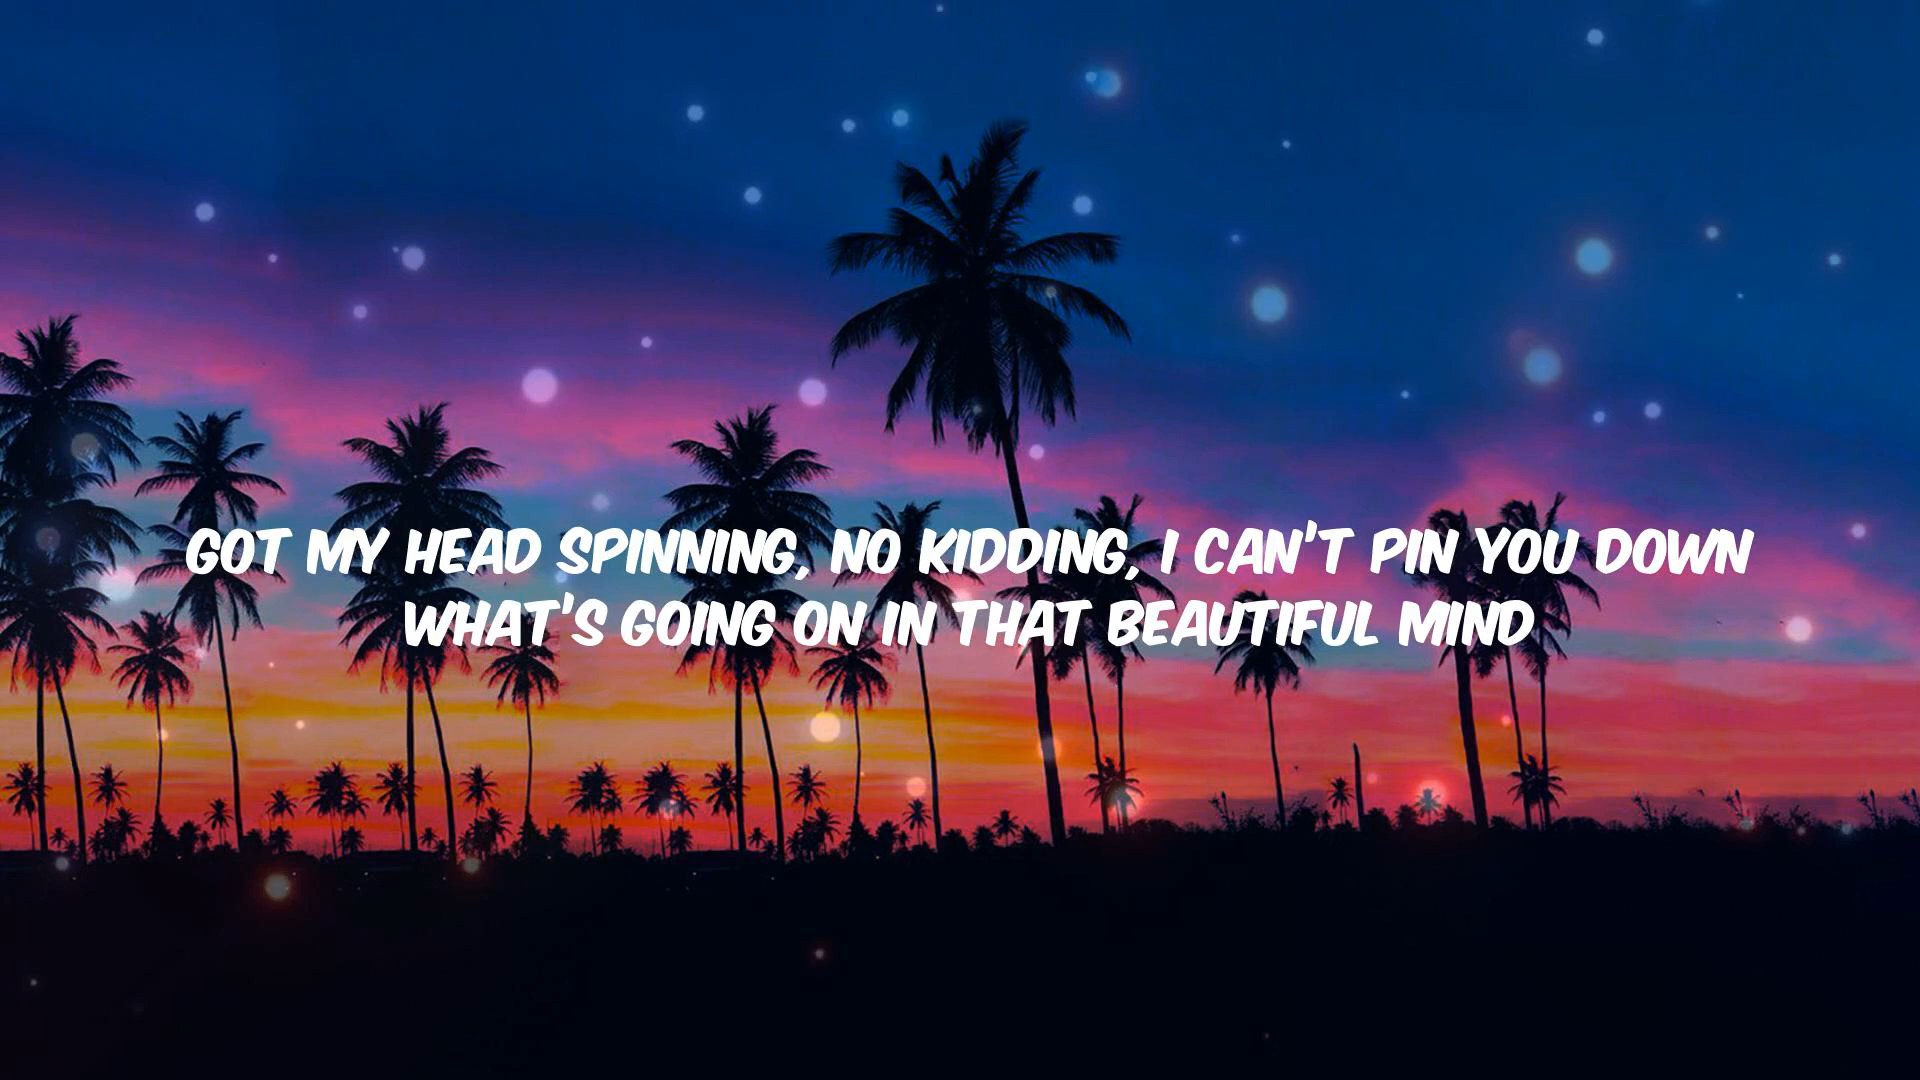 GOT MY HEAD SPINNING, NO KIDDING, I CAN'T PIN YOU DOWN
WHAT'S GOING ON IN THAT BEAUTIFUL MIND